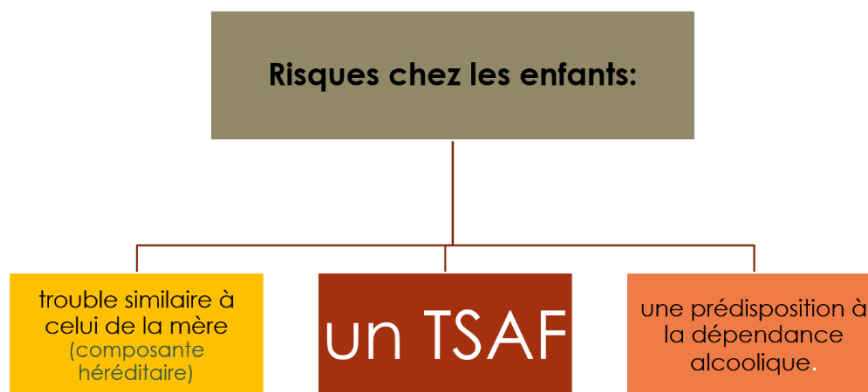 Risques chez les enfants:
trouble similaire à
celui de la mère
(composante
héréditaire)
un TSAF
une prédisposition à
la dépendance
alcoolique.